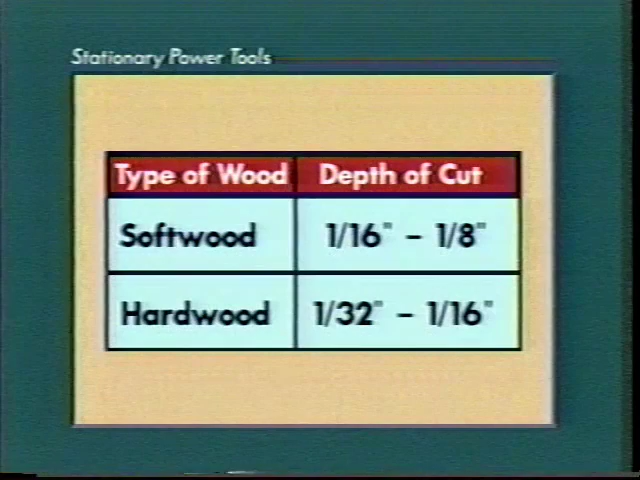 Stationary Power Tools
Type of Wood Depth of Cut
Softwood 1/16" – 1/8"
Hardwood 1/32" – 1/16"